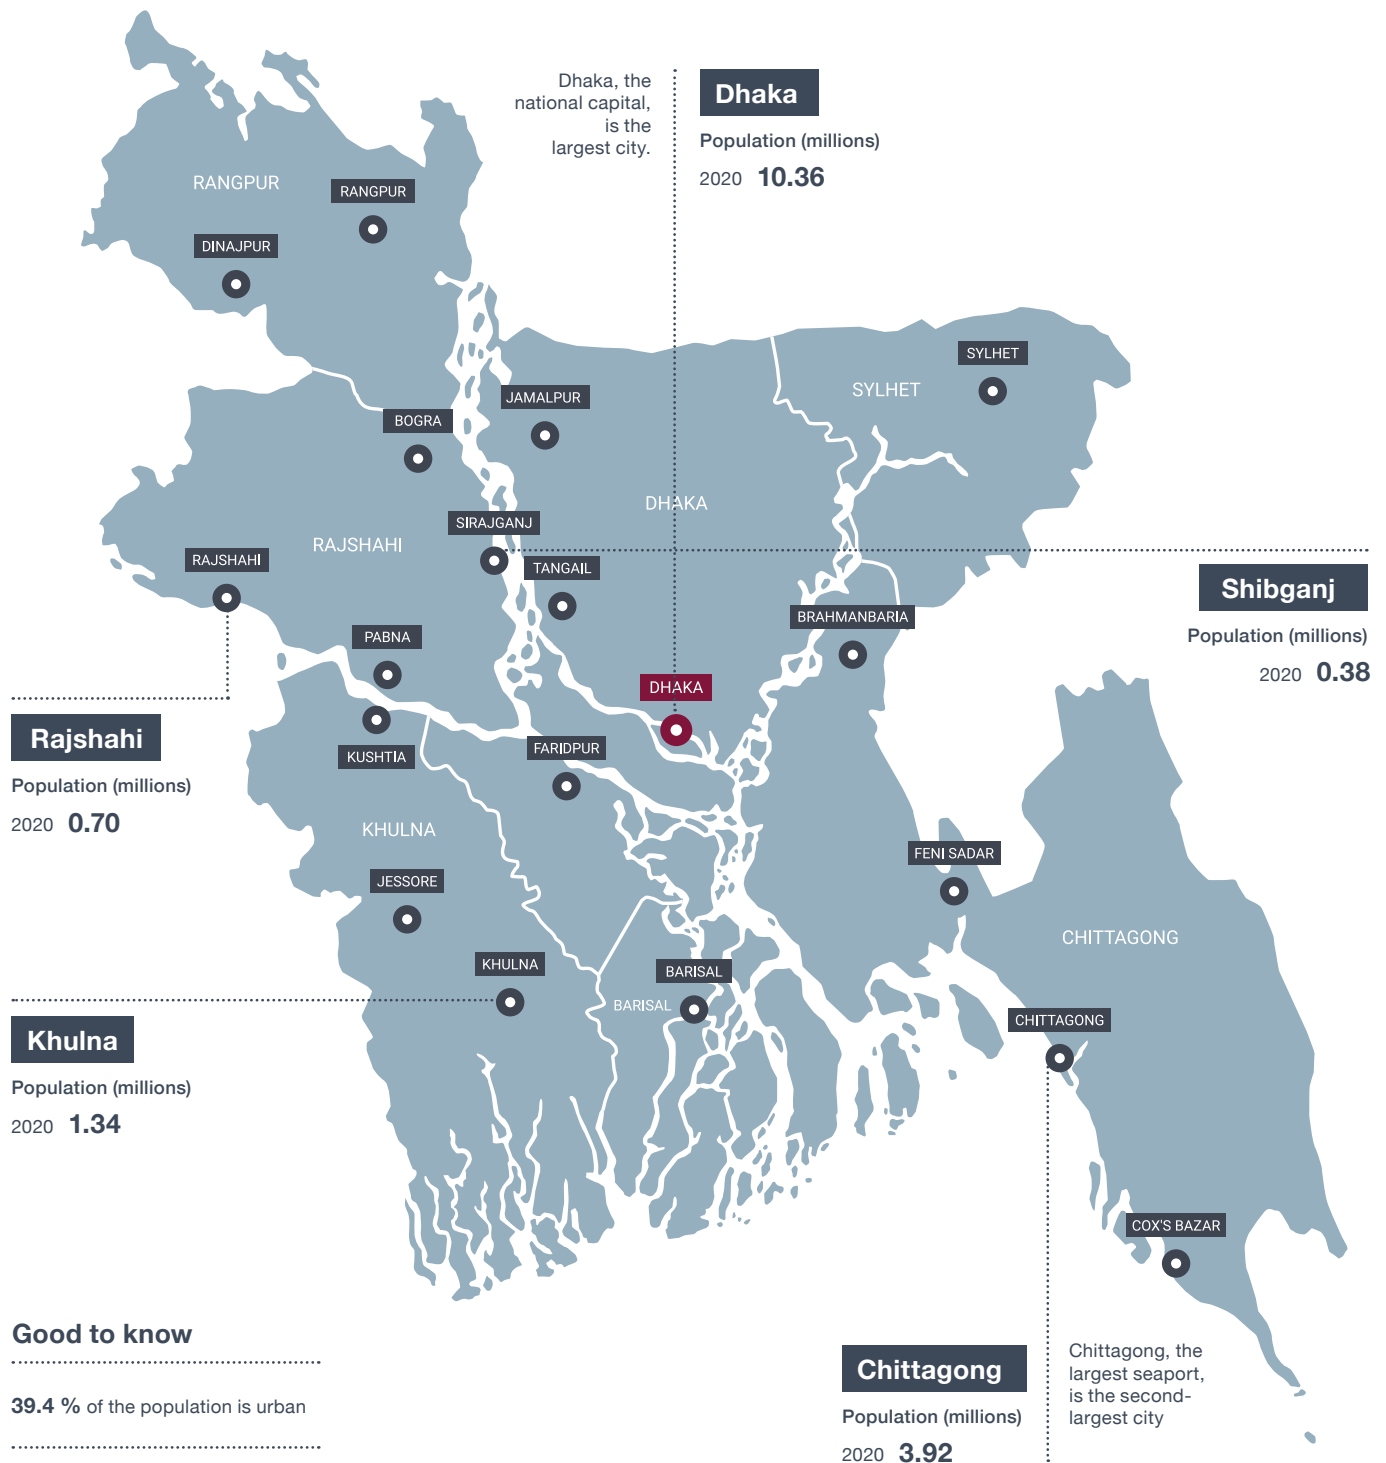 Dhaka, the
national capital,
is the
largest city.
Dhaka
Population (millions)
2020 10.36
RANGPUR
RANGPUR
DINAJPUR
SYLHET
SYLHET
JAMALPUR
BOGRA
DHAKA
SIRAJGANJ
RAJSHAHI
RAJSHAHI
TANGAIL
Shibganj
Population (millions)
2020 0.38
BRAHMANBARIA
PABNA
DHAKA
Rajshahi
Population (millions)
2020 0.70
KUSHTIA
FARIDPUR
KHULNA
FENI SADAR
JESSORE
CHITTAGONG
KHULNA
BARISAL
BARISAL
CHITTAGONG
Khulna
Population (millions)
2020 1.34
COX'S BAZAR
Good to know
39.4 % of the population is urban
Chittagong
Population (millions)
2020 3.92
Chittagong, the
largest seaport,
is the second-
largest city